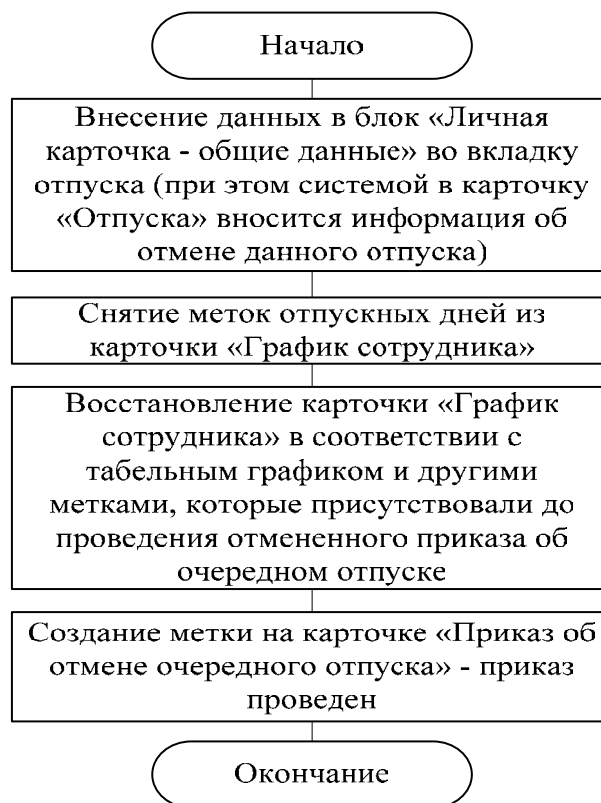 Начало
Внесение данных в блок «Личная
карточка - общие данные» во вкладку
отпуска (при этом системой в карточку
«Отпуска» вносится информация об
отмене данного отпуска)
Снятие меток отпускных дней из
карточки «График сотрудника»
Восстановление карточки «График
сотрудника» в соответствии с
табельным графиком и другими
метками, которые присутствовали до
проведения отмененного приказа об
очередном отпуске
Создание метки на карточке «Приказ об
отмене очередного отпуска» - приказ
проведен
Окончание